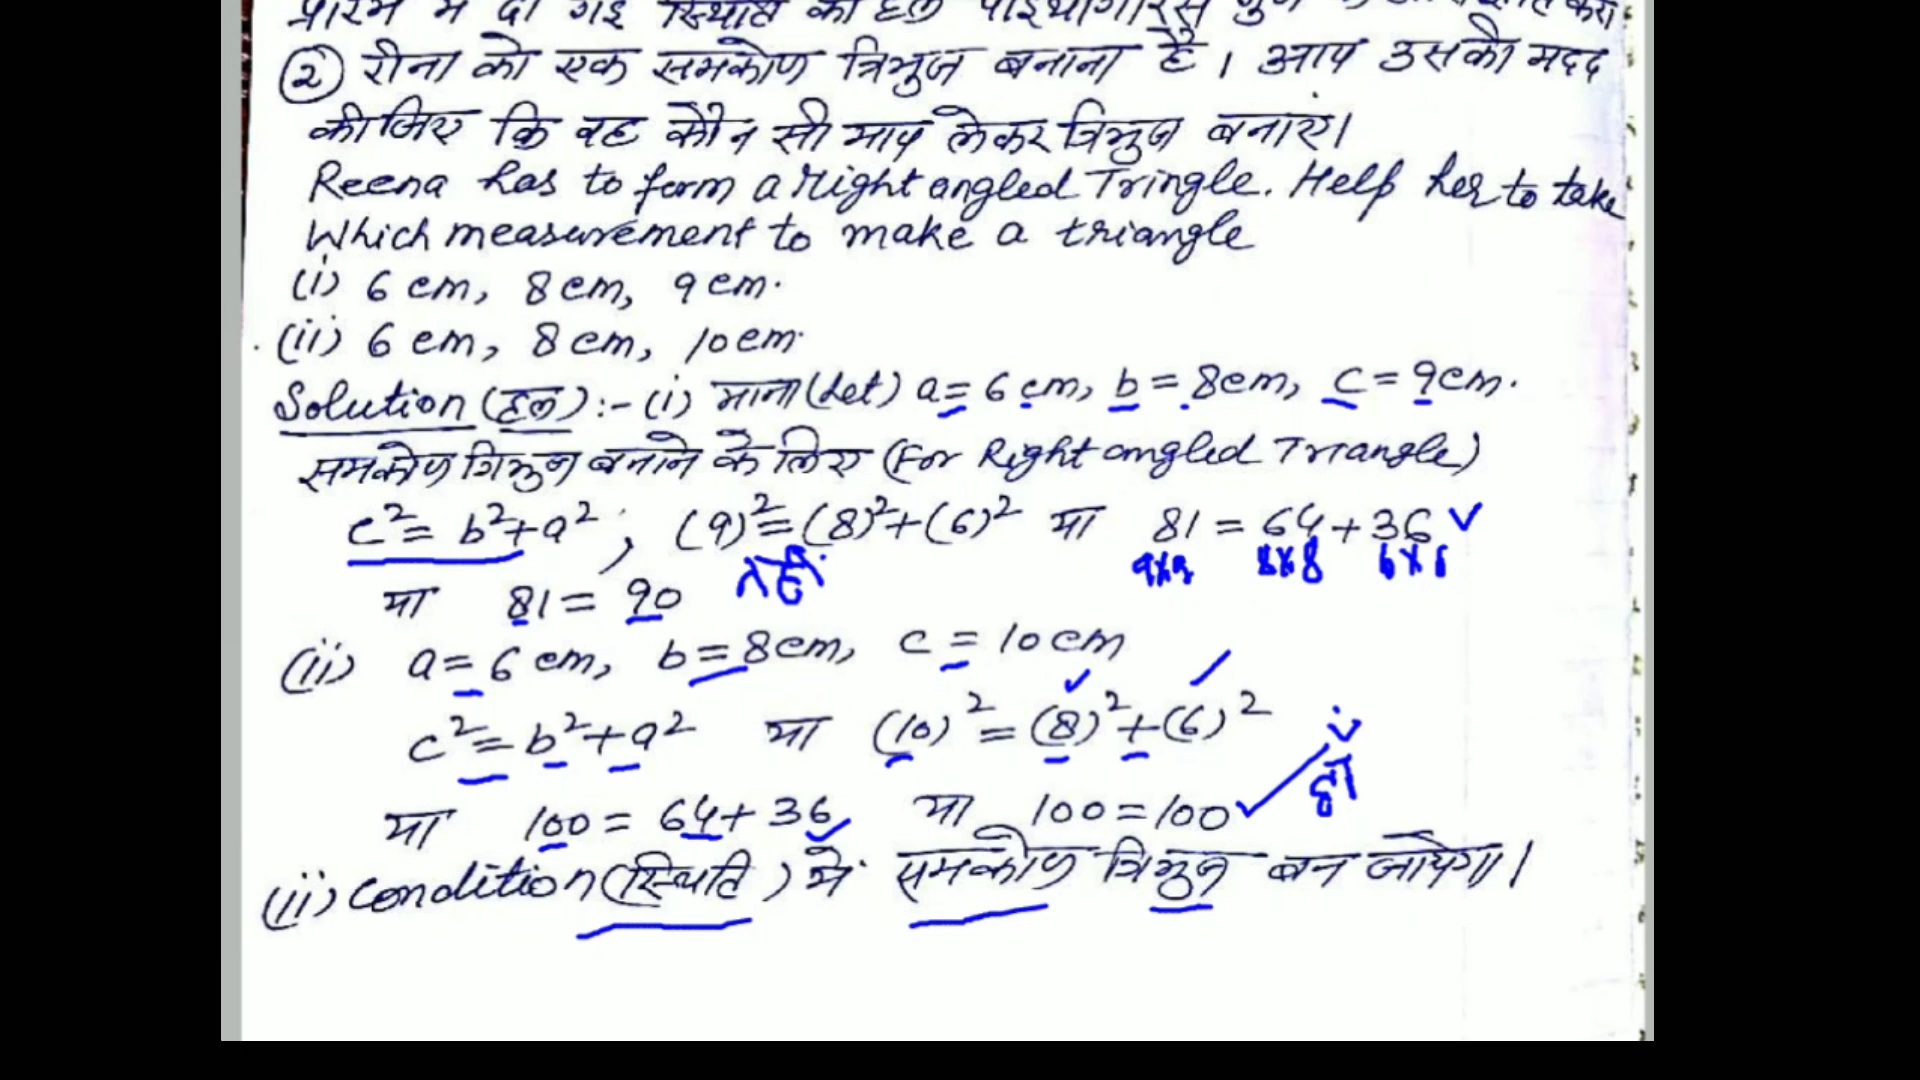 ② रीना को एक समकोण त्रिभुज बनाना है। आप उसकी मदद
कीजिए कि वह कौन सी माप लेकर त्रिभुज बनाएं।
Reena has to form a right angled Tringle. Help her to take
Which measurement to make a triangle
(i) 6 cm, 8 cm, 9 cm.
(ii) 6 cm, 8 cm, 10 cm.
Solution (हल) :- (i) माना (Let) a = 6 cm, b = 8 cm, c = 9 cm.
समकोण त्रिभुज बनाने के लिए (For Right angled Triangle)
c² = b² + a² ; (9)² = (8)² + (6)² या 81 = 64 + 36 ✓
9×9 8×8 6×6
या 81 = 90 नहीं
(ii) a = 6 cm, b = 8 cm, c = 10 cm
c² = b² + a² या (10)² = (8)² + (6)²
हाँ
या 100 = 64 + 36 या 100 = 100 ✓
(ii) Condition (स्थिति) में समकोण त्रिभुज बन जायेगा।